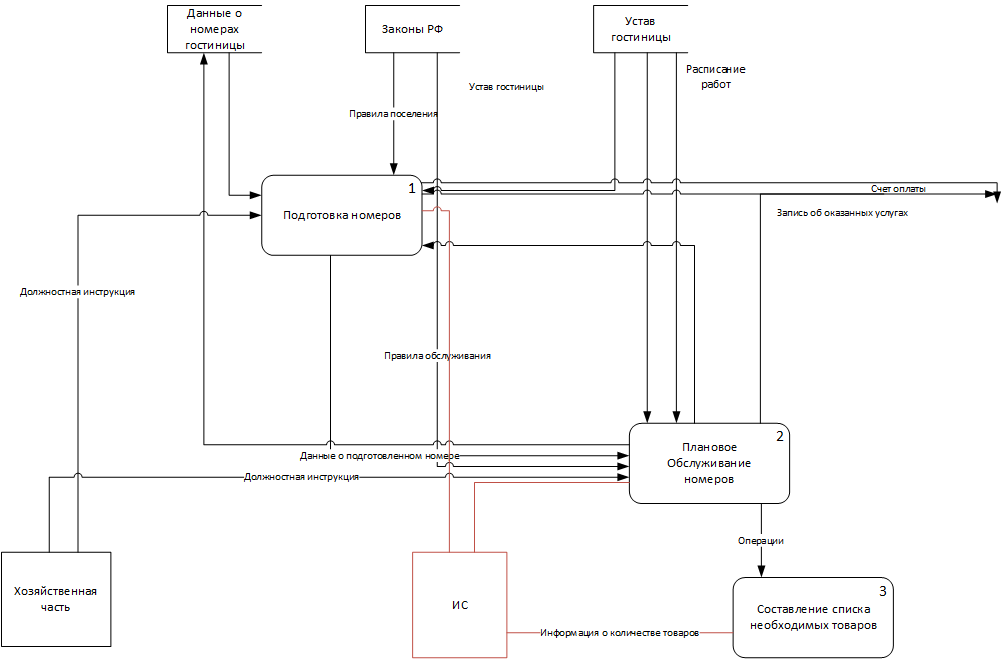 Данные о
номерах
гостиницы
Законы РФ
Устав
гостиницы
Расписание
работ
Устав гостиницы
Правила поселения
1
Подготовка номеров
Счет оплаты
Запись об оказанных услугах
Должностная инструкция
Правила обслуживания
2
Плановое
Обслуживание
номеров
Данные о подготовленном номере
Должностная инструкция
Операции
Хозяйственная
часть
ИС
3
Составление списка
необходимых товаров
Информация о количестве товаров